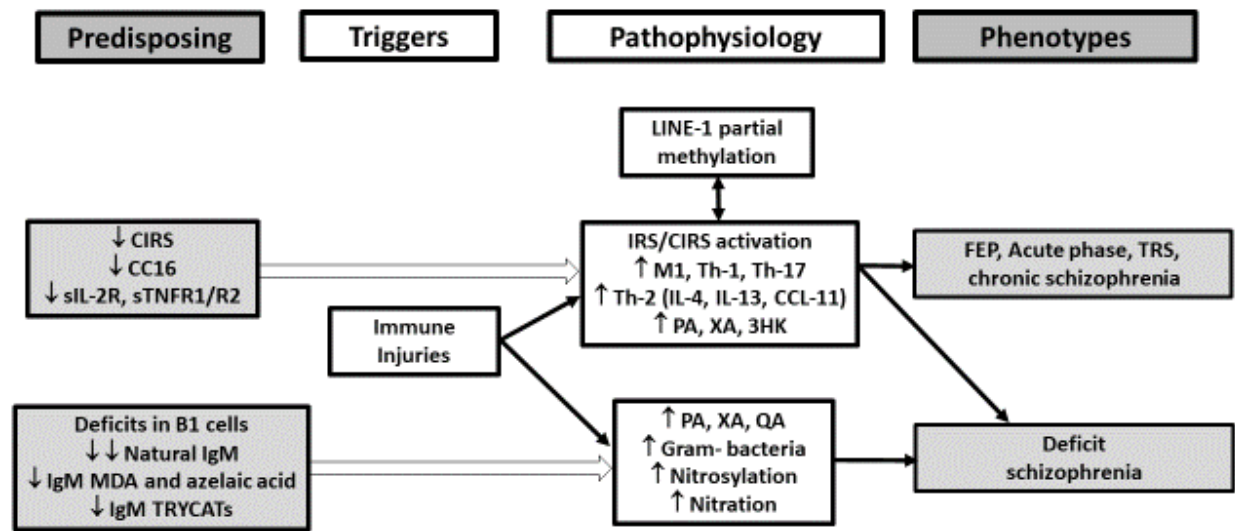 Predisposing
Triggers
Pathophysiology
Phenotypes
LINE-1 partial
methylation
↓ CIRS
↓ CC16
↓ sIL-2R, sTNFR1/R2
IRS/CIRS activation
↑ M1, Th-1, Th-17
↑ Th-2 (IL-4, IL-13, CCL-11)
↑ PA, XA, 3HK
FEP, Acute phase, TRS,
chronic schizophrenia
Immune
Injuries
Deficits in B1 cells
↓ ↓ Natural IgM
↓ IgM MDA and azelaic acid
↓ IgM TRYCATs
↑ PA, XA, QA
↑ Gram- bacteria
↑ Nitrosylation
↑ Nitration
Deficit
schizophrenia